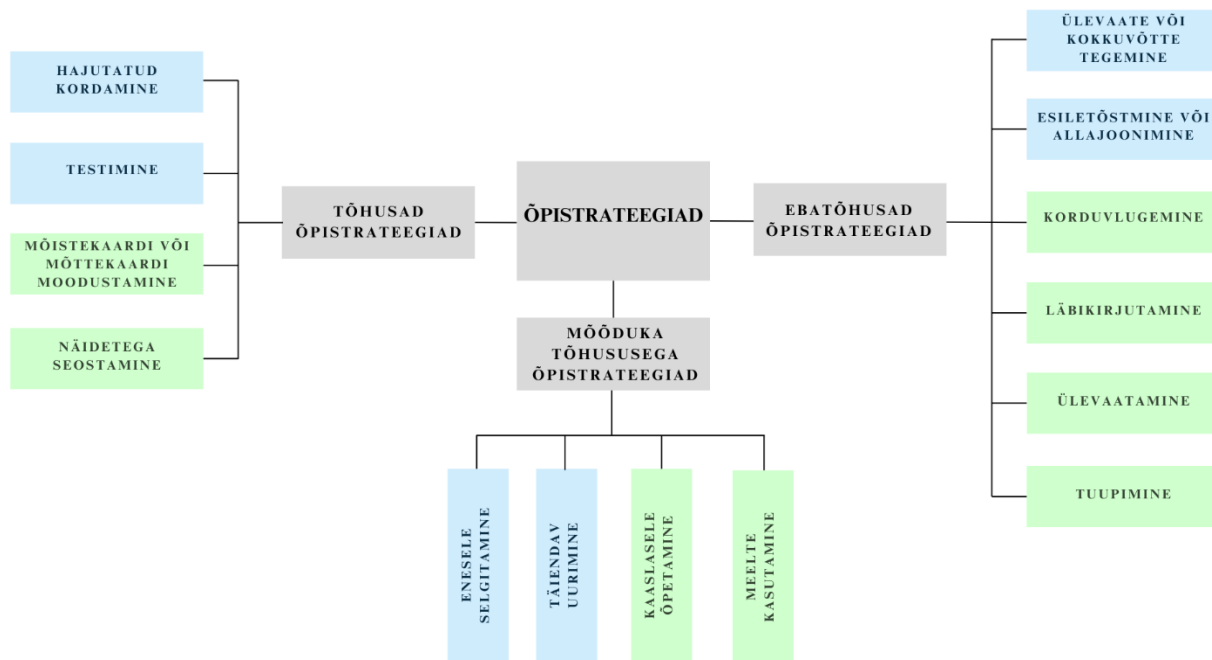 ÕPISTRATEEGIAD
TÕHUSAD
ÕPISTRATEEGIAD
HAJUTATUD
KORDAMINE
TESTIMINE
MÕISTEKAARDI VÕI
MÕTTEKAARDI
MOODUSTAMINE
NÄIDETEGA
SEOSTAMINE
MÕÕDUKA
TÕHUSUSEGA
ÕPISTRATEEGIAD
ENESELE
SELGITAMINE
TÄIENDAV
UURIMINE
KAASLASELE
ÕPETAMINE
MEELTE
KASUTAMINE
EBATÕHUSAD
ÕPISTRATEEGIAD
ÜLEVAATE VÕI
KOKKUVÕTTE
TEGEMINE
ESILETÕSTMINE VÕI
ALLAJOONIMINE
KORDUVLUGEMINE
LÄBIKIRJUTAMINE
ÜLEVAATAMINE
TUUPIMINE